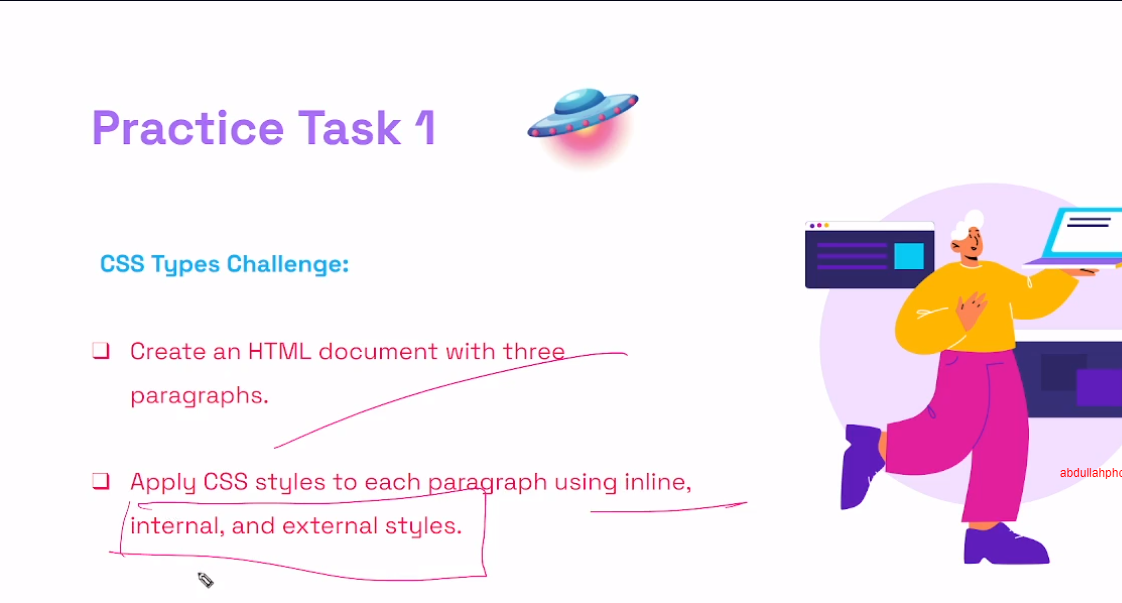 Practice Task 1
CSS Types Challenge:
❑ Create an HTML document with three
paragraphs.
❑ Apply CSS styles to each paragraph using inline,
internal, and external styles.